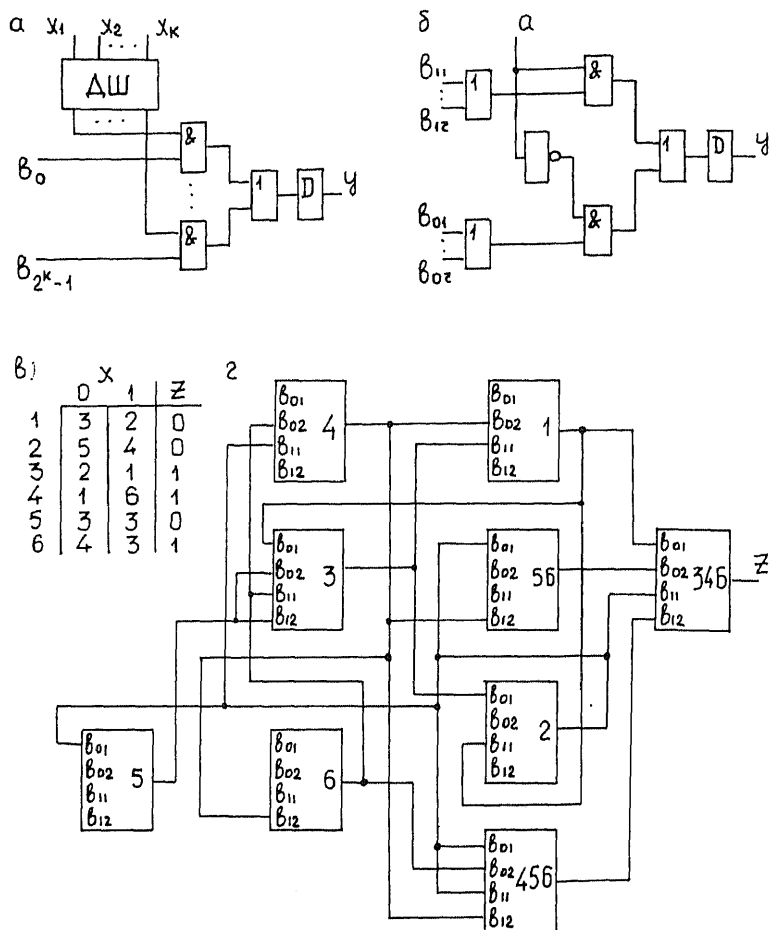 а x₁ x₂ ... xₖ
ДШ
...
&
B₀
1 D y
&
B₂ᵏ₋₁
б a
B₁₁
1 &
B₁₂
1 D y
B₀₁
1 &
B₀₂
в) x
0 1 Z
1 3 2 0
2 5 4 0
3 2 1 1
4 1 6 1
5 3 3 0
6 4 3 1
г
B₀₁
B₀₂ 4
B₁₁
B₁₂
B₀₁
B₀₂ 1
B₁₁
B₁₂
B₀₁
B₀₂ 3
B₁₁
B₁₂
B₀₁
B₀₂ 56
B₁₁
B₁₂
B₀₁
B₀₂ 346 Z
B₁₁
B₁₂
B₀₁
B₀₂ 2
B₁₁
B₁₂
B₀₁
B₀₂ 5
B₁₁
B₁₂
B₀₁
B₀₂ 6
B₁₁
B₁₂
B₀₁
B₀₂ 456
B₁₁
B₁₂